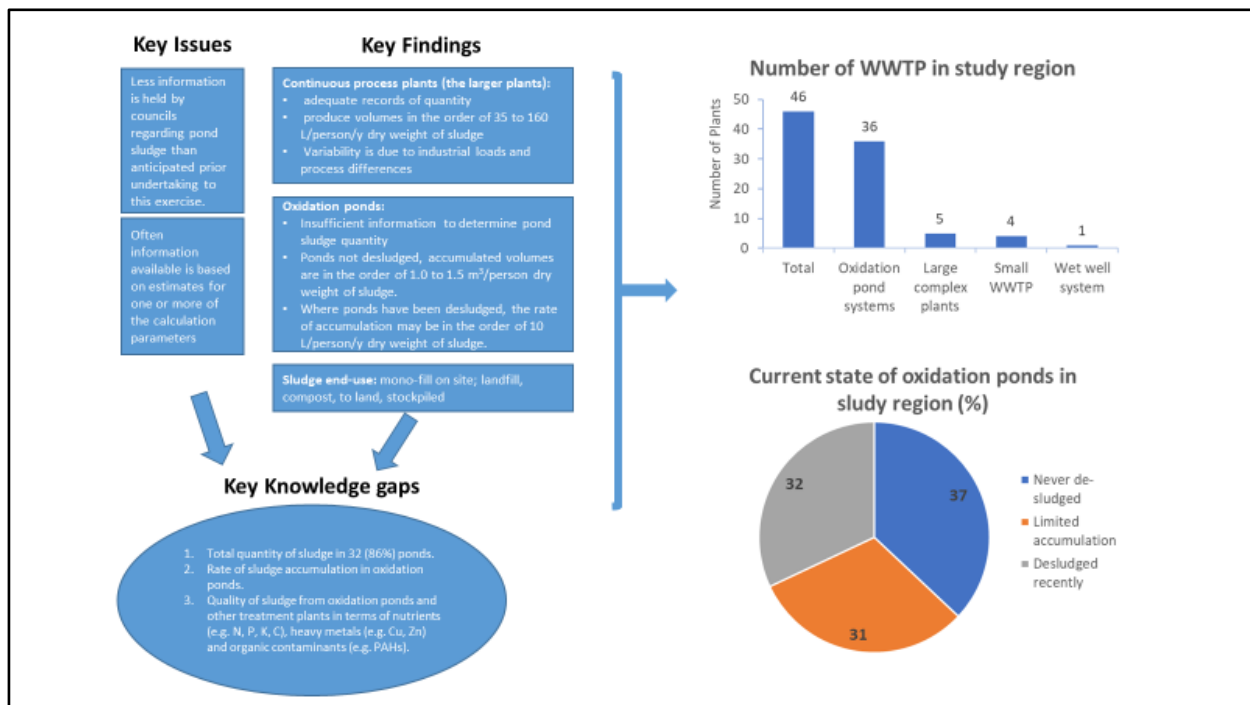 Key Issues
Less information
is held by
councils
regarding pond
sludge than
anticipated prior
undertaking to
this exercise.
Often
information
available is based
on estimates for
one or more of
the calculation
parameters
Key Findings
Continuous process plants (the larger plants):
• adequate records of quantity
• produce volumes in the order of 35 to 160
L/person/y dry weight of sludge
• Variability is due to industrial loads and
process differences
Oxidation ponds:
• Insufficient information to determine pond
sludge quantity
• Ponds not desludged, accumulated volumes
are in the order of 1.0 to 1.5 m³/person dry
weight of sludge.
• Where ponds have been desludged, the rate
of accumulation may be in the order of 10
L/person/y dry weight of sludge.
Sludge end-use: mono-fill on site; landfill,
compost, to land, stockpiled
Key Knowledge gaps
1. Total quantity of sludge in 32 (86%) ponds.
2. Rate of sludge accumulation in oxidation
ponds.
3. Quality of sludge from oxidation ponds and
other treatment plants in terms of nutrients
(e.g. N, P, K, C), heavy metals (e.g. Cu, Zn)
and organic contaminants (e.g. PAHs).
Number of WWTP in study region
Number of Plants
50
40
30
20
10
0
46
36
5
4
1
Total
Oxidation
pond
systems
Large
complex
plants
Small
WWTP
Wet well
system
Current state of oxidation ponds in
sludy region (%)
32
37
31
Never de-
sludged
Limited
accumulation
Desludged
recently